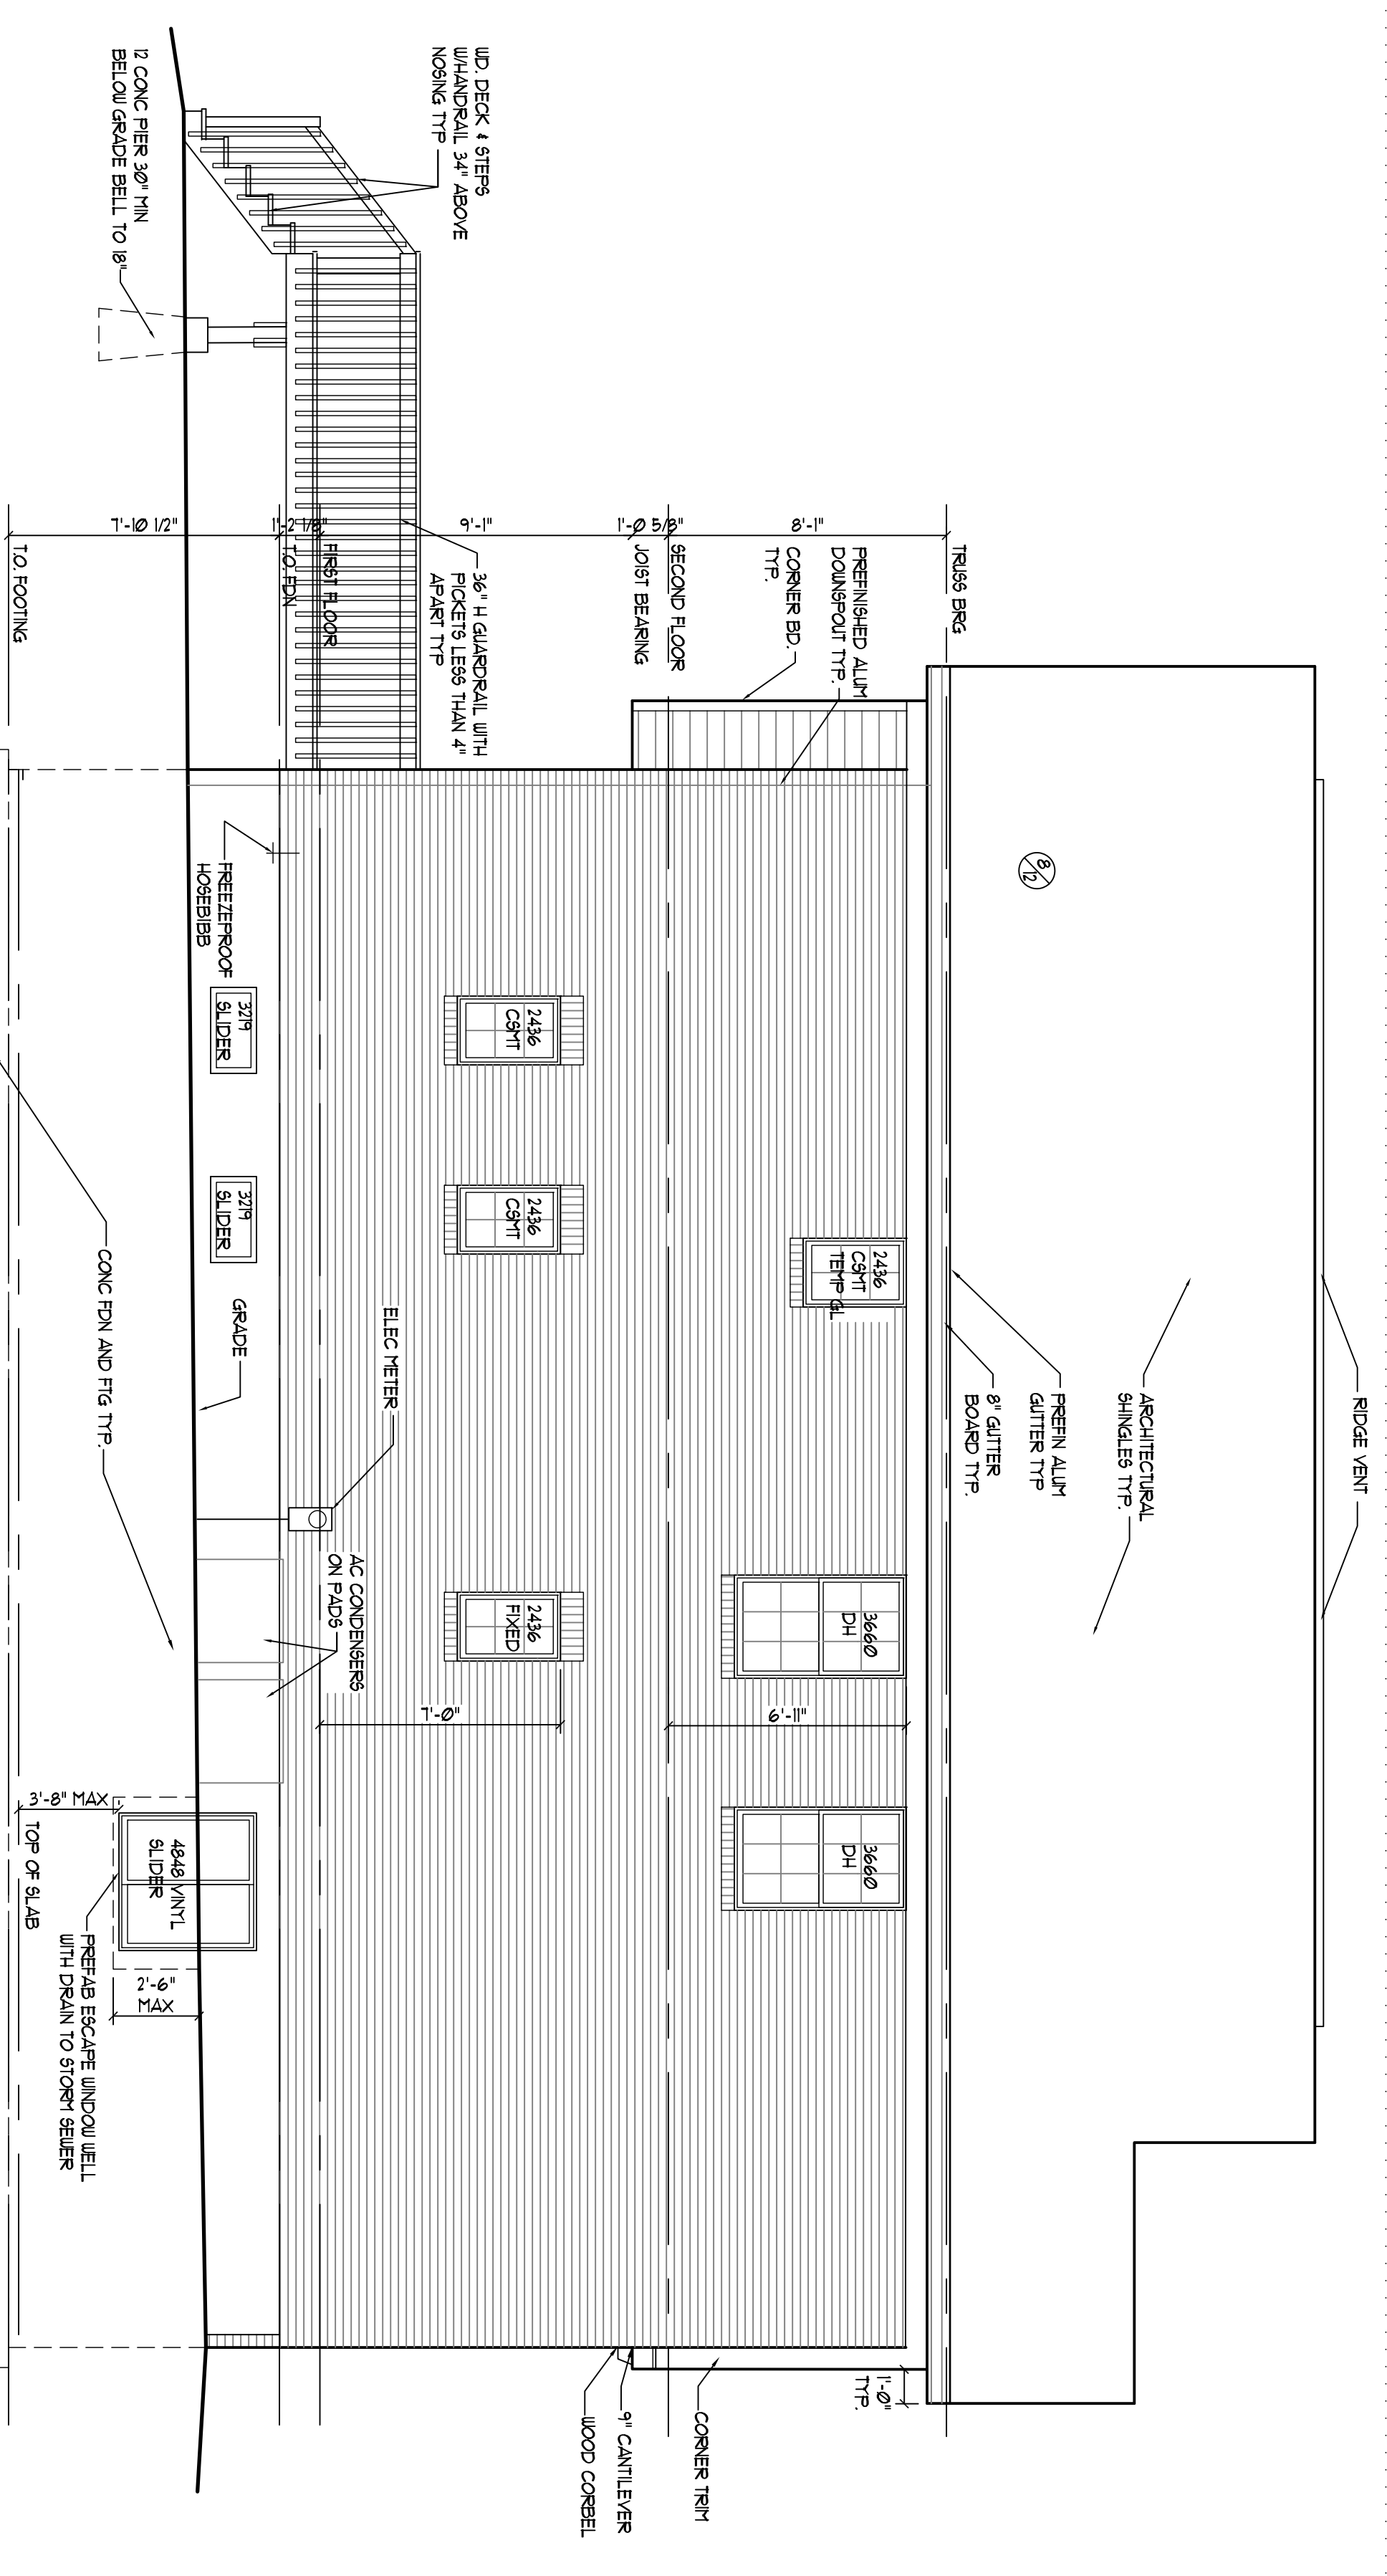 RIDGE VENT
ARCHITECTURAL
SHINGLES TYP.
PREFIN ALUM
GUTTER TYP
8" GUTTER
BOARD TYP.
8
12
TRUSS BRG
8'-1"
PREFINISHED ALUM
DOWNSPOUT TYP.
CORNER BD.
TYP.
SECOND FLOOR
1'-0 5/8"
JOIST BEARING
9'-1"
WD. DECK & STEPS
W/HANDRAIL 34" ABOVE
NOSING TYP
36" H GUARDRAIL WITH
PICKETS LESS THAN 4"
APART TYP
FIRST FLOOR
1'-2 1/8"
T.O. FDN
7'-10 1/2"
T.O. FOOTING
12 CONC PIER 30" MIN
BELOW GRADE BELL TO 18"
FREEZEPROOF
HOSEBIBB
2436
CSMT
TEMP GL
3660
DH
3660
DH
6'-11"
2436
CSMT
2436
CSMT
2436
FIXED
7'-0"
3219
SLIDER
3219
SLIDER
ELEC METER
AC CONDENSERS
ON PADS
GRADE
CONC FDN AND FTG TYP.
4848 VINYL
SLIDER
3'-8" MAX
TOP OF SLAB
2'-6"
MAX
PREFAB ESCAPE WINDOW WELL
WITH DRAIN TO STORM SEWER
1'-0"
TYP.
CORNER TRIM
9" CANTILEVER
WOOD CORBEL